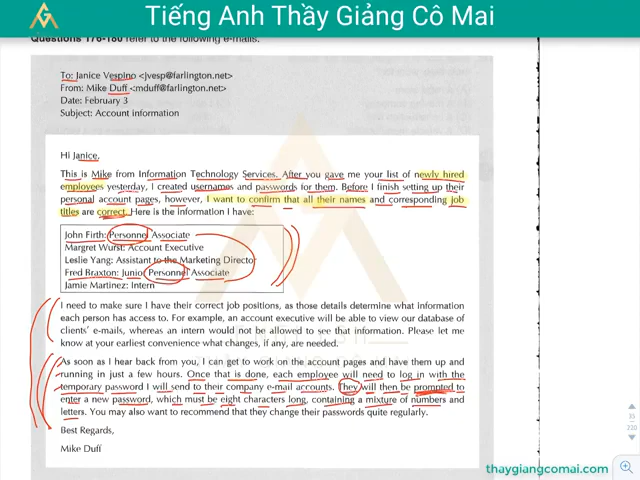 Tiếng Anh Thầy Giảng Cô Mai
Questions 176-180 refer to the following e-mails.
To: Janice Vespino <jvesp@farlington.net>
From: Mike Duff <mduff@farlington.net>
Date: February 3
Subject: Account information
Hi Janice,
This is Mike from Information Technology Services. After you gave me your list of newly hired
employees yesterday, I created usernames and passwords for them. Before I finish setting up their
personal account pages, however, I want to confirm that all their names and corresponding job
titles are correct. Here is the information I have:
John Firth: Personnel Associate
Margret Wurst: Account Executive
Leslie Yang: Assistant to the Marketing Director
Fred Braxton: Junior Personnel Associate
Jamie Martinez: Intern
I need to make sure I have their correct job positions, as those details determine what information
each person has access to. For example, an account executive will be able to view our database of
clients' e-mails, whereas an intern would not be allowed to see that information. Please let me
know at your earliest convenience what changes, if any, are needed.
As soon as I hear back from you, I can get to work on the account pages and have them up and
running in just a few hours. Once that is done, each employee will need to log in with the
temporary password I will send to their company e-mail accounts. They will then be prompted to
enter a new password, which must be eight characters long, containing a mixture of numbers and
letters. You may also want to recommend that they change their passwords quite regularly.
Best Regards,
Mike Duff
35
220
thaygiangcomai.com